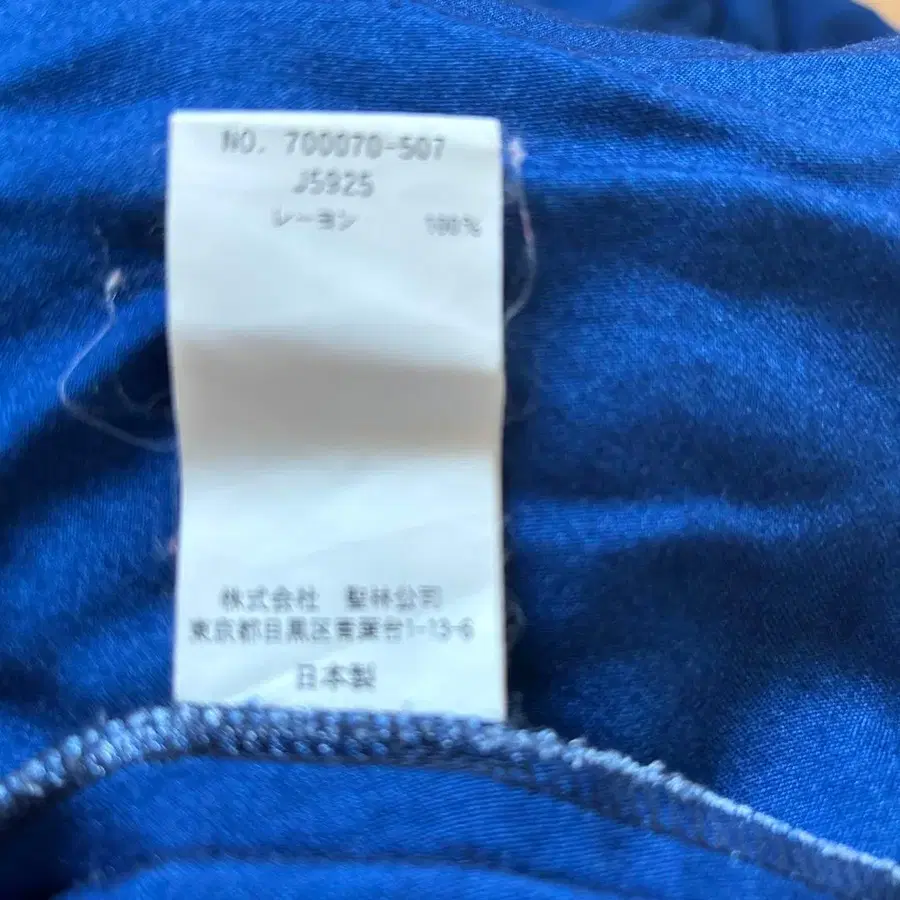 NO. 700070-507
J5925
レーヨン 100%
株式会社 聖林公司
東京都目黒区青葉台1-13-6
日本製